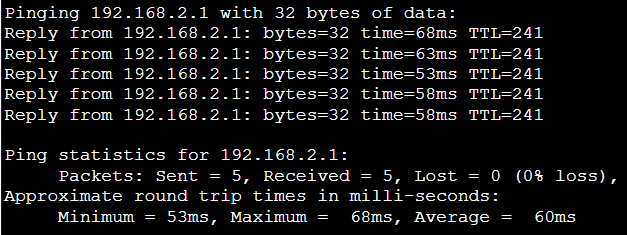 Pinging 192.168.2.1 with 32 bytes of data:
Reply from 192.168.2.1: bytes=32 time=68ms TTL=241
Reply from 192.168.2.1: bytes=32 time=63ms TTL=241
Reply from 192.168.2.1: bytes=32 time=53ms TTL=241
Reply from 192.168.2.1: bytes=32 time=58ms TTL=241
Reply from 192.168.2.1: bytes=32 time=58ms TTL=241
Ping statistics for 192.168.2.1:
Packets: Sent = 5, Received = 5, Lost = 0 (0% loss),
Approximate round trip times in milli-seconds:
Minimum = 53ms, Maximum =  68ms, Average =  60ms